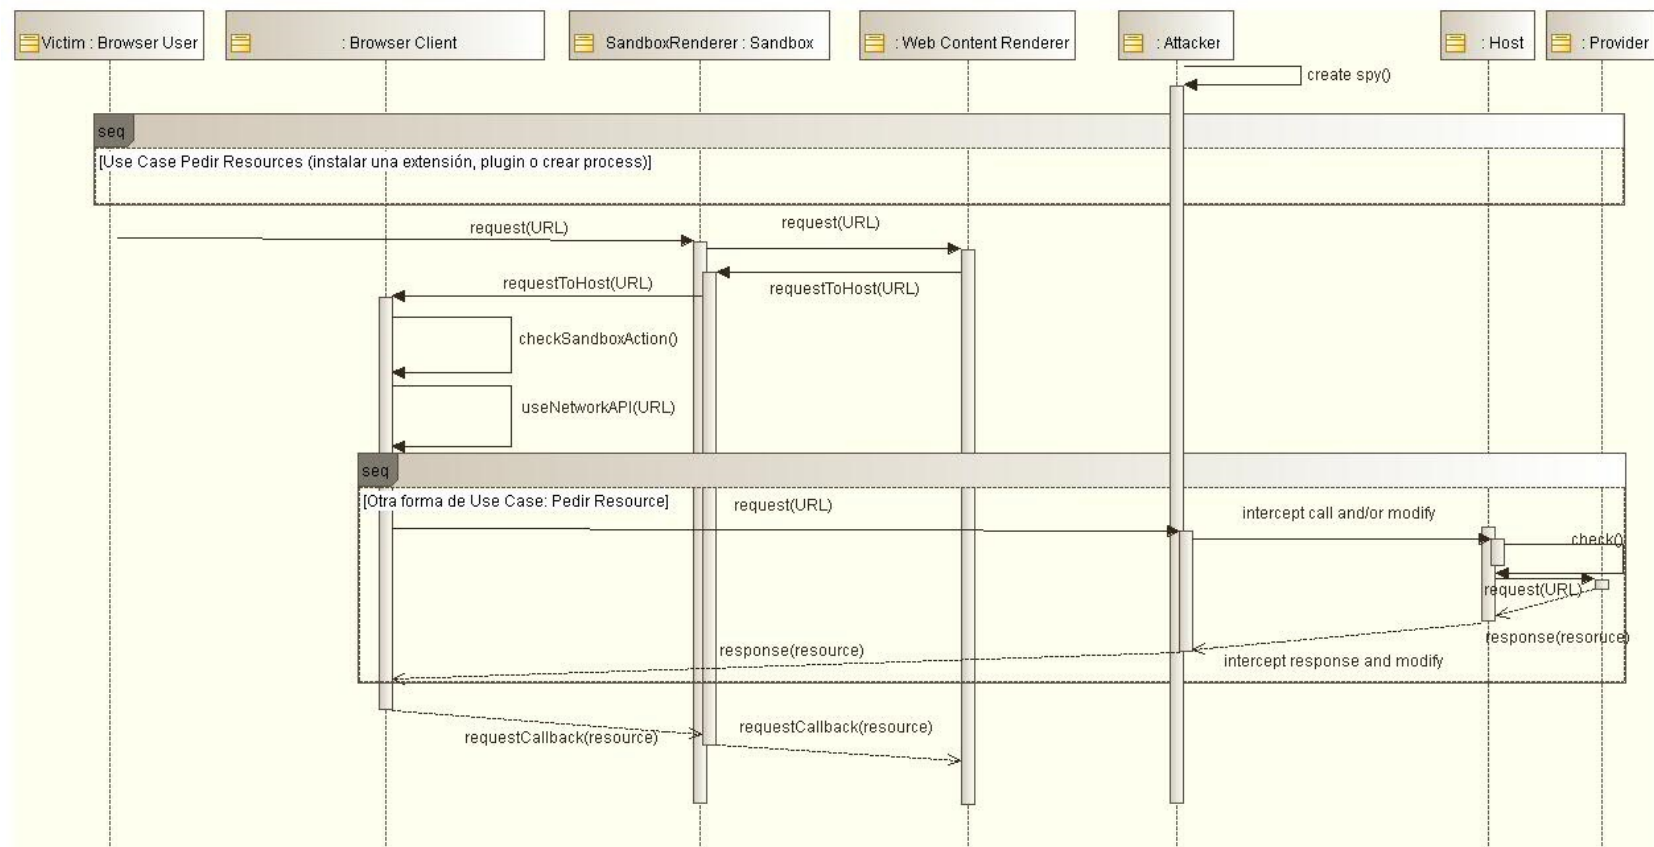 Victim : Browser User
: Browser Client
SandboxRenderer : Sandbox
: Web Content Renderer
: Attacker
: Host
: Provider
create spy()
seq
[Use Case Pedir Resources (instalar una extensión, plugin o crear process)]
request(URL)
request(URL)
requestToHost(URL)
requestToHost(URL)
checkSandboxAction()
useNetworkAPI(URL)
seq
[Otra forma de Use Case: Pedir Resource]
request(URL)
intercept call and/or modify
check()
request(URL)
response(resoruce)
response(resource)
intercept response and modify
requestCallback(resource)
requestCallback(resource)